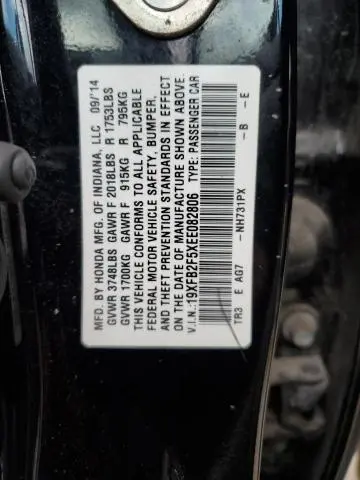 MFD. BY HONDA MFG. OF INDIANA, LLC 09/'14
GVWR 3748LBS GAWR F 2018LBS R 1753LBS
GVWR 1700KG GAWR F 915KG R 795KG
THIS VEHICLE CONFORMS TO ALL APPLICABLE
FEDERAL MOTOR VEHICLE SAFETY, BUMPER,
AND THEFT PREVENTION STANDARDS IN EFFECT
ON THE DATE OF MANUFACTURE SHOWN ABOVE.
V.I.N.:19XFB2F5XEE082806 TYPE: PASSENGER CAR
TR3 E AG7 -NH731PX -B -E